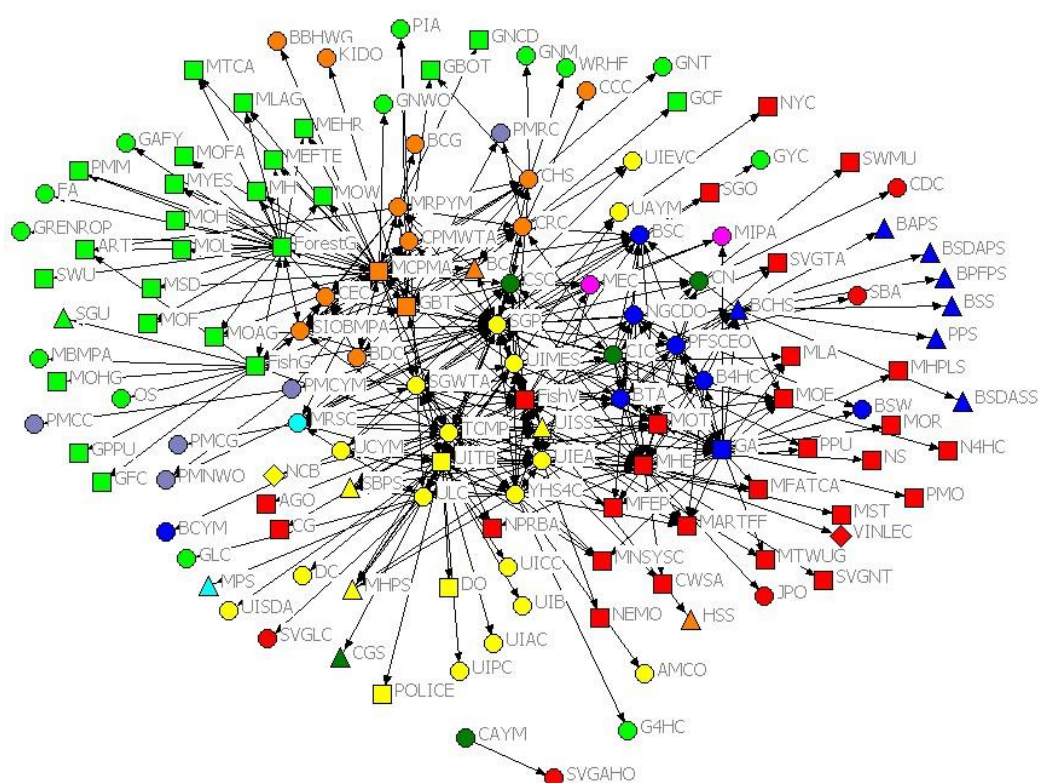 PIA
BBHWG
GNCD
KIDO
GNM
GBOT
WRHF
GNT
MTCA
CCC
GCF
MLAG
GNWO
NYC
MEHR
PMRC
GAFY
BCG
MOFA
MEFTE
UIEVC
GYC
SWMU
PMM
CHS
MYES
CDC
FA
MH
MOW
SGO
MRPYM
UAYM
MOH
CRC
BAPS
GRENROP
BSC
MIPA
CPMWTA
ART
MOL
ForestG
BSDAPS
SVGTA
MCPMA
BC
SWU
BPFPS
CSC
MEC
CN
MSD
CEC
SBA
GBT
BSS
BCHS
SGU
NGCDO
MOF
SGP
SIOBMPA
MOAG
PPS
PFSCEO
CIC
MLA
MBMPA
BDC
FishG
UIMES
MHPLS
MOHG
B4HC
SGWTA
PMCYM
OS
BTA
MOE
FishV
BSDASS
BSW
PMCC
MRSC
MOT
UISS
MOR
TCMP
PMCG
GPPU
JCYM
PPU
GA
N4HC
UITB
UIEA
NS
MHE
PMNWO
NCB
GFC
SBPS
MFATCA
YHS4C
ULC
PMO
AGO
MFEP
MST
CG
BCYM
NPRBA
MARTFF
VINLEC
GLC
MNSYSC
MTWUG
UICC
DC
SVGNT
MPS
CWSA
DO
MHPS
JPO
UIB
UISDA
NEMO
HSS
SVGLC
UIAC
CGS
UIPC
AMCO
POLICE
G4HC
CAYM
SVGAHO